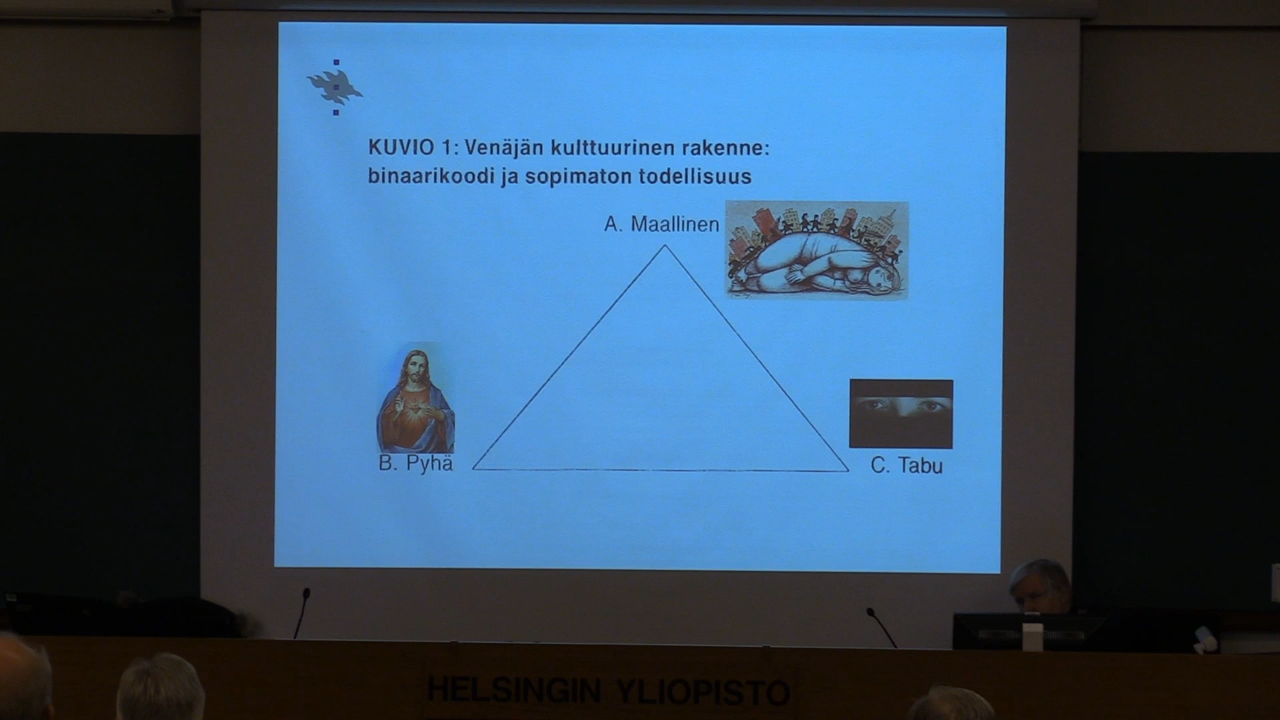 KUVIO 1: Venäjän kulttuurinen rakenne:
binaarikoodi ja sopimaton todellisuus
A. Maallinen
B. Pyhä
C. Tabu
HELSINGIN YLIOPISTO